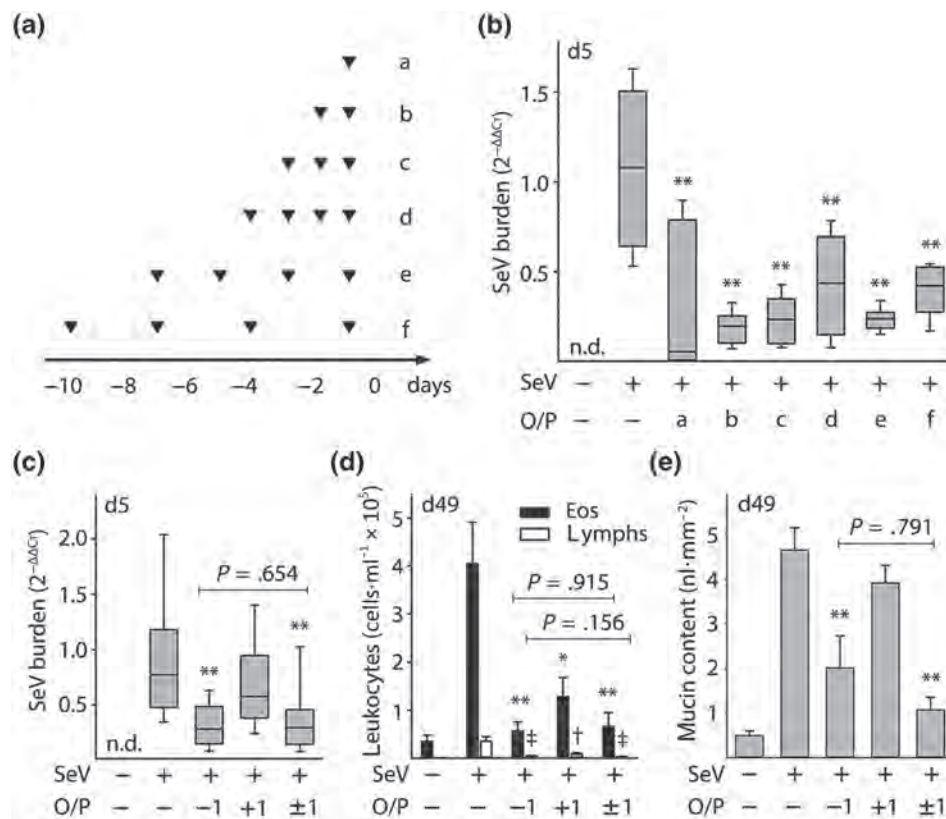 (a)
a
b
c
d
e
f
−10 −8 −6 −4 −2 0 days
(b)
d5
SeV burden (2^−ΔΔCT)
1.5
1.0
0.5
n.d.
** ** ** ** ** **
SeV − + + + + + + +
O/P − − a b c d e f
(c)
d5
SeV burden (2^−ΔΔCT)
2.0
1.5
1.0
0.5
n.d.
P = .654
** **
SeV − + + + +
O/P − − −1 +1 ±1
(d)
d49
Eos
Lymphs
Leukocytes (cells·ml⁻¹ × 10⁵)
5
4
3
2
1
P = .915
P = .156
** ‡ * † ** ‡
SeV − + + + +
O/P − − −1 +1 ±1
(e)
d49
Mucin content (nl·mm⁻²)
5
4
3
2
1
P = .791
** **
SeV − + + + +
O/P − − −1 +1 ±1